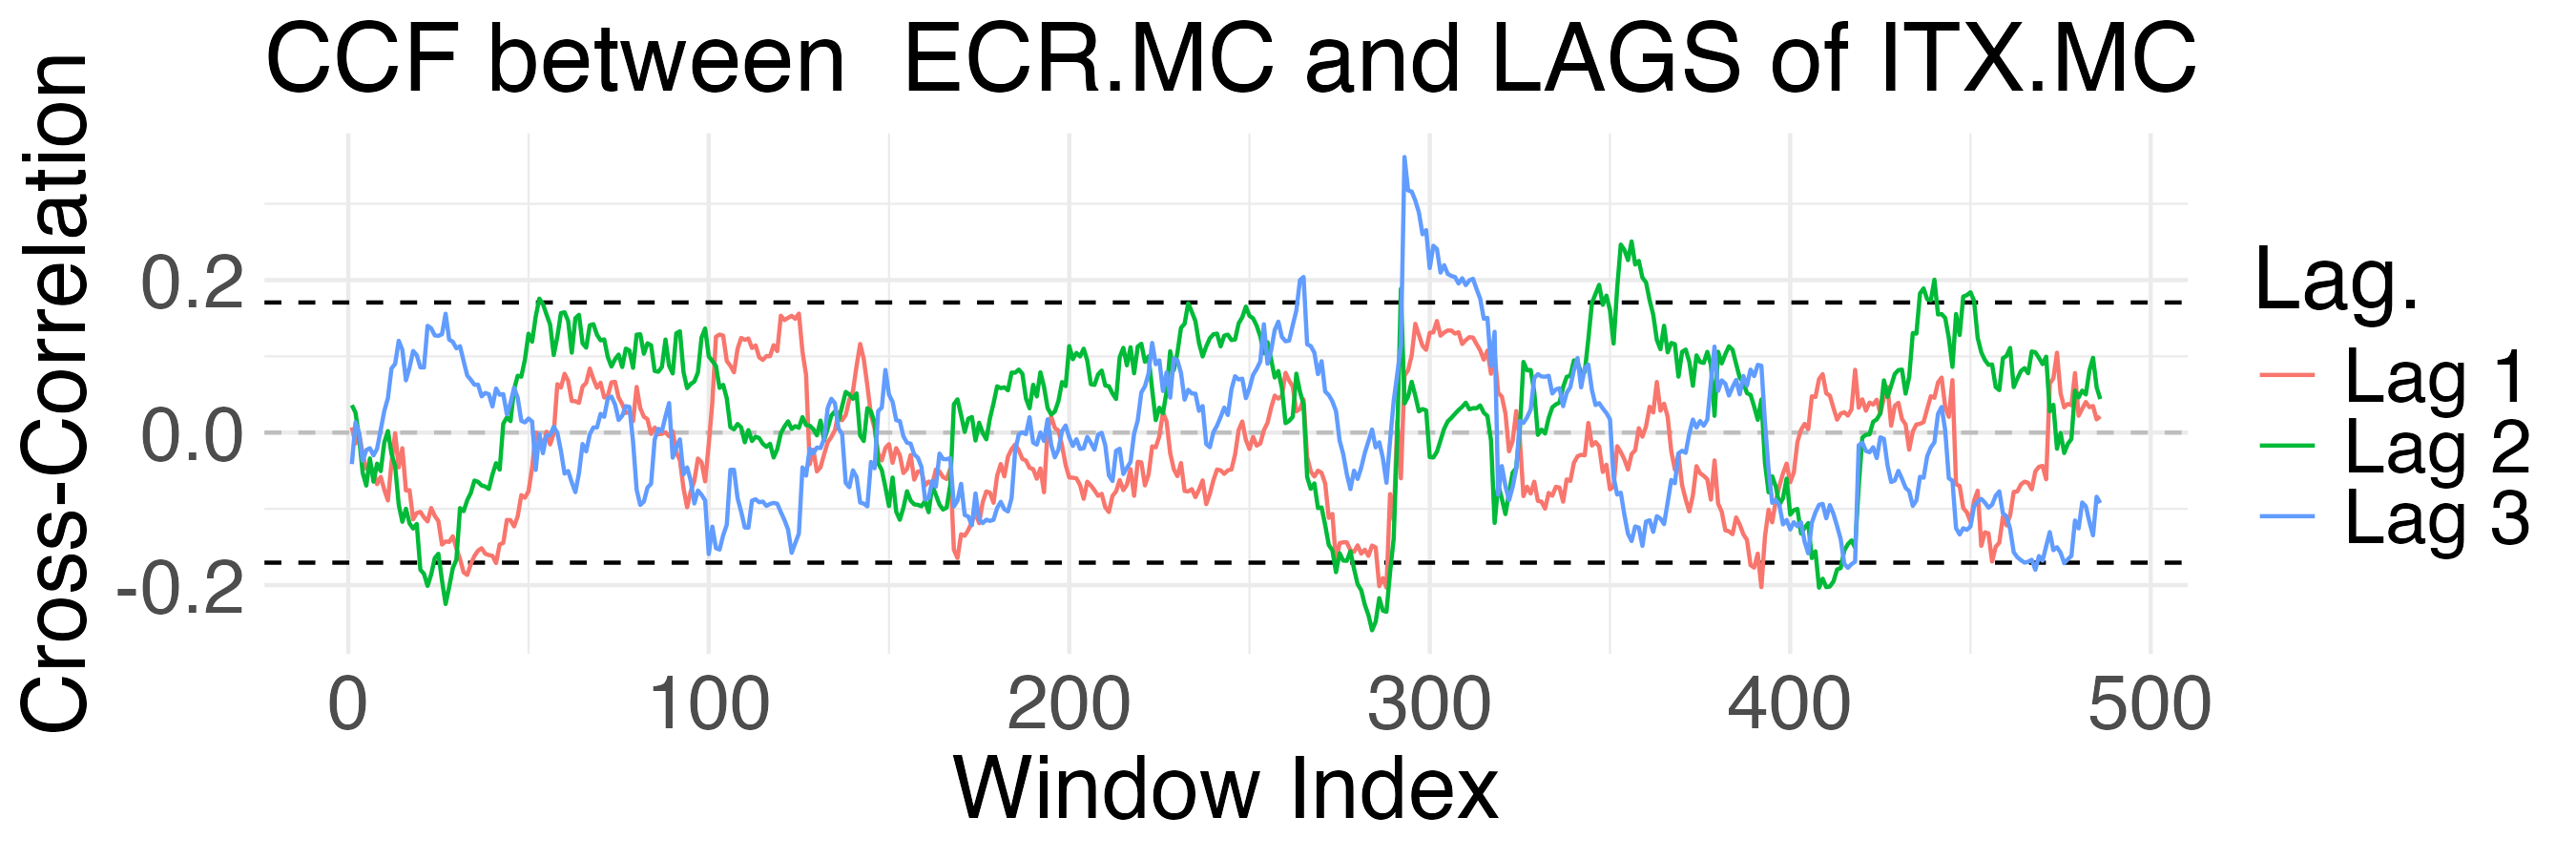 CCF between  ECR.MC and LAGS of ITX.MC
Cross-Correlation
0.2
0.0
-0.2
0
100
200
300
400
500
Window Index
Lag.
Lag 1
Lag 2
Lag 3